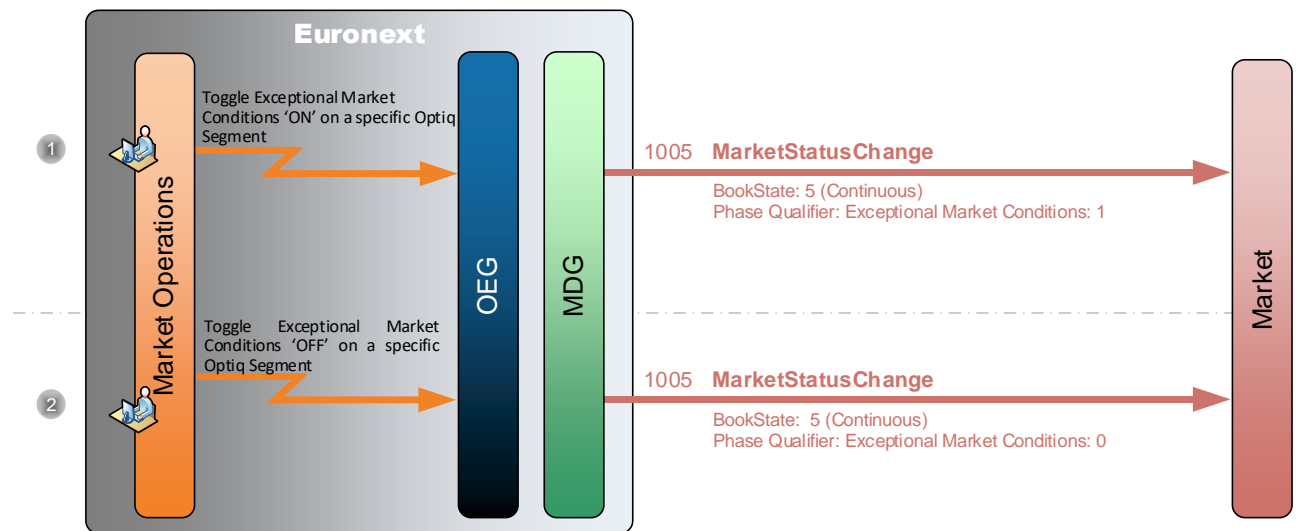 Euronext
Toggle Exceptional Market
Conditions ‘ON’ on a specific Optiq
Segment
1
1005 MarketStatusChange
BookState: 5 (Continuous)
Phase Qualifier: Exceptional Market Conditions: 1
Market Operations
OEG
MDG
Market
Toggle Exceptional Market
Conditions ‘OFF’ on a specific
Optiq Segment
2
1005 MarketStatusChange
BookState: 5 (Continuous)
Phase Qualifier: Exceptional Market Conditions: 0